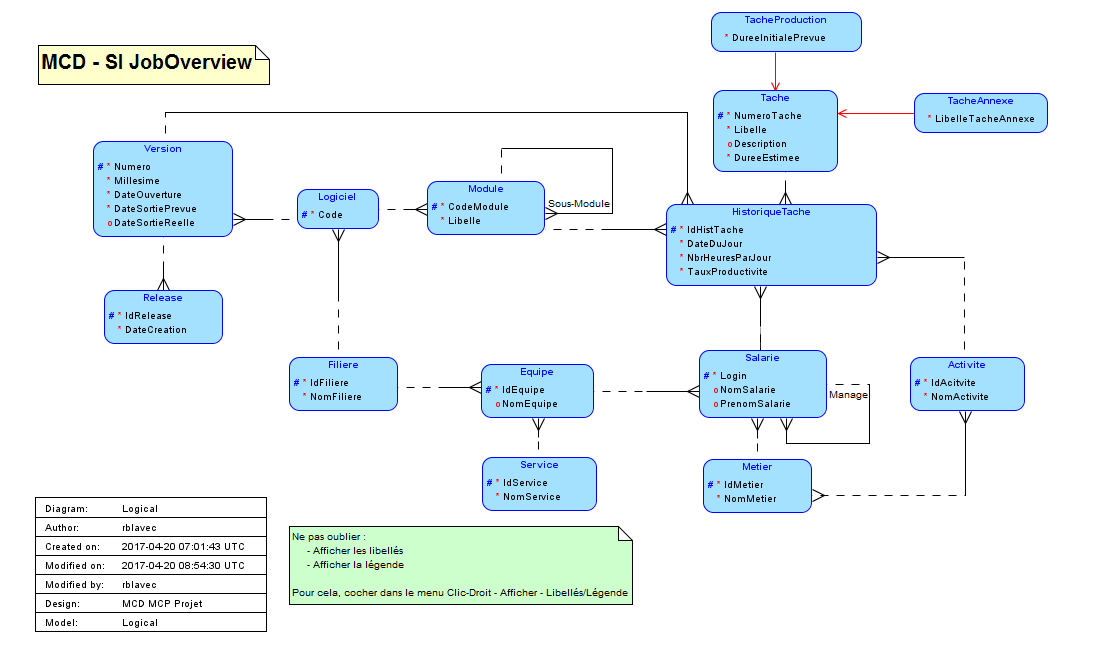 MCD - SI JobOverview
TacheProduction
* DureeInitialePrevue
Tache
# * NumeroTache
* Libelle
o Description
* DureeEstimee
TacheAnnexe
* LibelleTacheAnnexe
Version
# * Numero
* Millesime
* DateOuverture
* DateSortiePrevue
o DateSortieReelle
Logiciel
# * Code
Module
# * CodeModule
* Libelle
Sous-Module
HistoriqueTache
# * IdHistTache
* DateDuJour
* NbrHeuresParJour
* TauxProductivite
Release
# * IdRelease
* DateCreation
Filiere
# * IdFiliere
* NomFiliere
Equipe
# * IdEquipe
o NomEquipe
Salarie
# * Login
o NomSalarie
o PrenomSalarie
Manage
Activite
# * IdAcitvite
* NomActivite
Service
# * IdService
* NomService
Metier
# * IdMetier
* NomMetier
Diagram: Logical
Author: rblavec
Created on: 2017-04-20 07:01:43 UTC
Modified on: 2017-04-20 08:54:30 UTC
Modified by: rblavec
Design: MCD MCP Projet
Model: Logical
Ne pas oublier :
- Afficher les libellés
- Afficher la légende
Pour cela, cocher dans le menu Clic-Droit - Afficher - Libellés/Légende